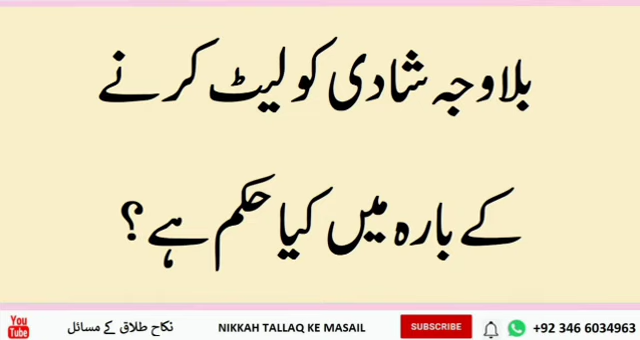 بلاوجہ شادی کو لیٹ کرنے
کے بارہ میں کیا حکم ہے؟
You Tube نکاح طلاق کے مسائل NIKKAH TALLAQ KE MASAIL SUBSCRIBE +92 346 6034963